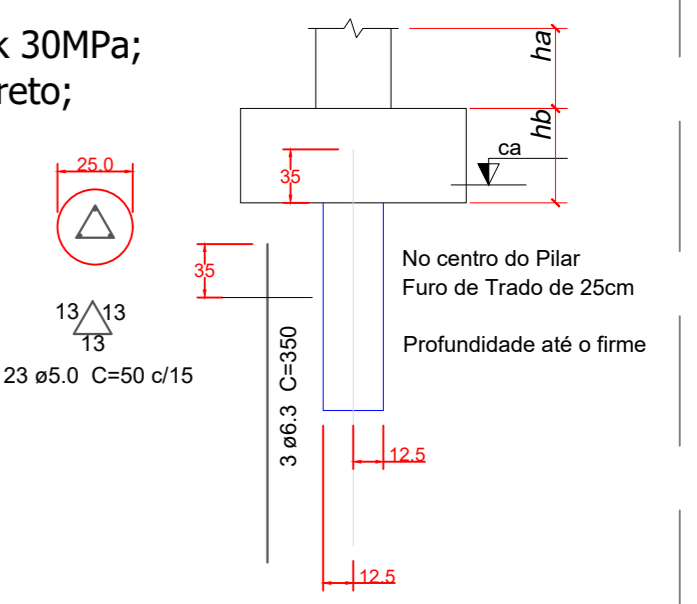 k 30MPa;
reto;
ha
hb
ca
25.0
35
35
13 13
13
23 ø5.0 C=50 c/15
3 ø6.3 C=350
No centro do Pilar
Furo de Trado de 25cm
Profundidade até o firme
12.5
12.5